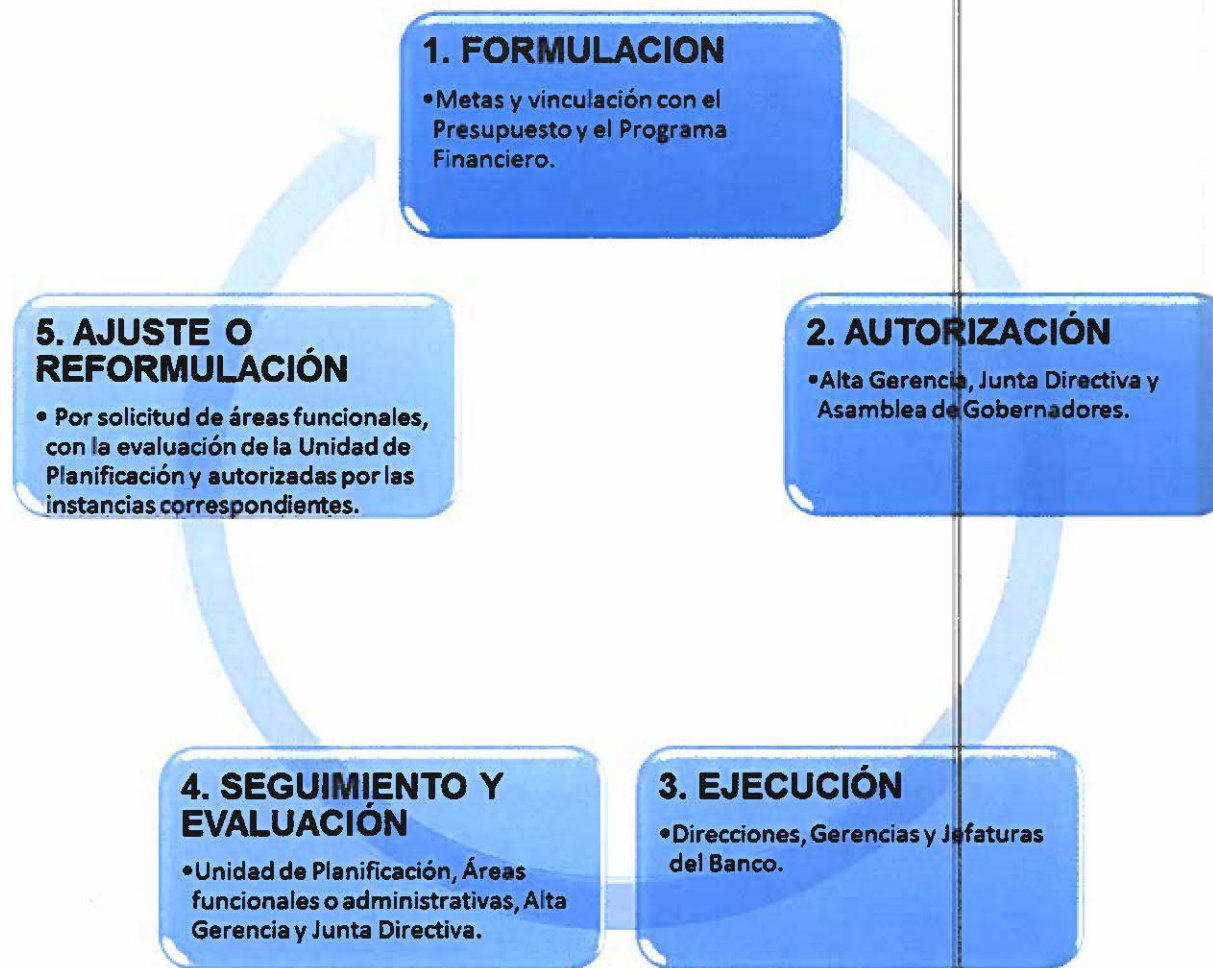 1. FORMULACION
•Metas y vinculación con el
Presupuesto y el Programa
Financiero.
2. AUTORIZACIÓN
•Alta Gerencia, Junta Directiva y
Asamblea de Gobernadores.
3. EJECUCIÓN
•Direcciones, Gerencias y Jefaturas
del Banco.
4. SEGUIMIENTO Y
EVALUACIÓN
•Unidad de Planificación, Áreas
funcionales o administrativas, Alta
Gerencia y Junta Directiva.
5. AJUSTE O
REFORMULACIÓN
• Por solicitud de áreas funcionales,
con la evaluación de la Unidad de
Planificación y autorizadas por las
instancias correspondientes.